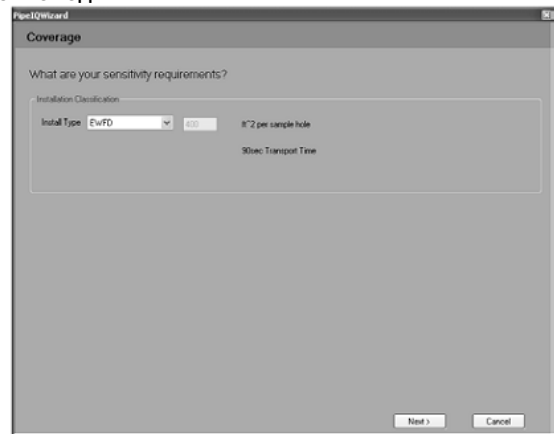 PipeIQWizard
Coverage
What are your sensitivity requirements?
Installation Classification
Install Type EWFD 400 ft^2 per sample hole
90sec Transport Time
Next > Cancel